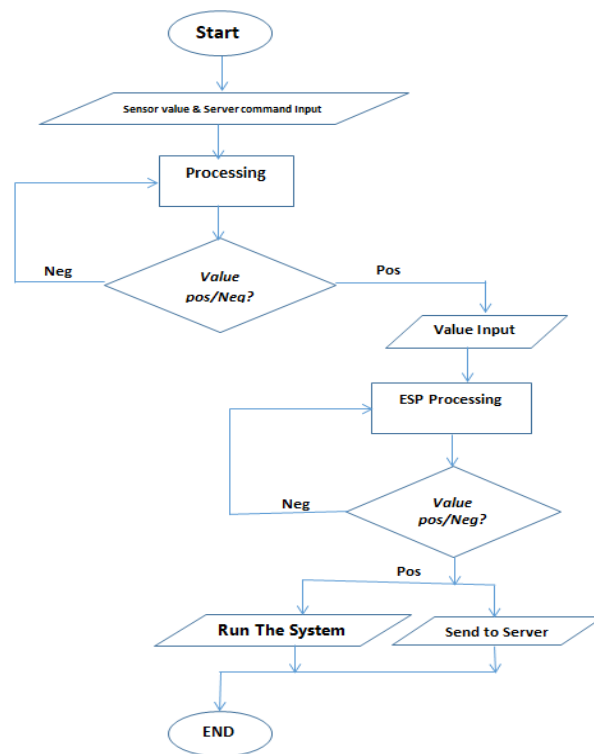 Start
Sensor value & Server command Input
Processing
Neg
Value
pos/Neg?
Pos
Value Input
ESP Processing
Neg
Value
pos/Neg?
Pos
Run The System
Send to Server
END